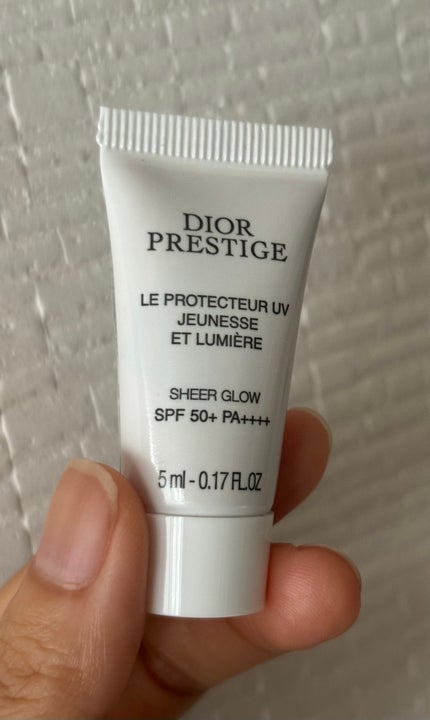 DIOR
PRESTIGE
LE PROTECTEUR UV
JEUNESSE
ET LUMIÈRE
SHEER GLOW
SPF 50+ PA++++
5 ml - 0.17 FL.OZ